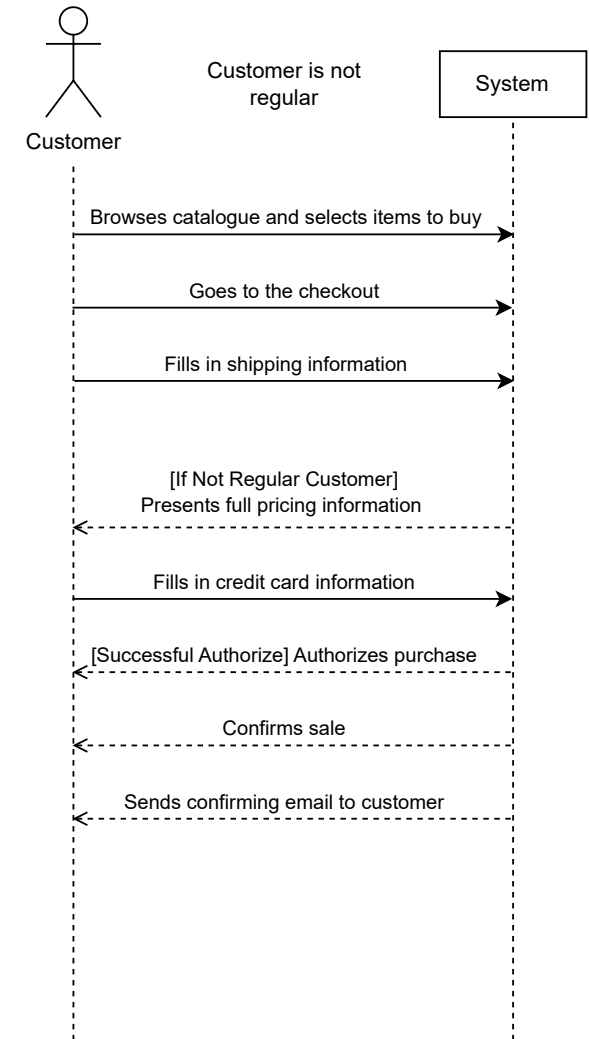 Customer is not
regular
System
Customer
Browses catalogue and selects items to buy
Goes to the checkout
Fills in shipping information
[If Not Regular Customer]
Presents full pricing information
Fills in credit card information
[Successful Authorize] Authorizes purchase
Confirms sale
Sends confirming email to customer